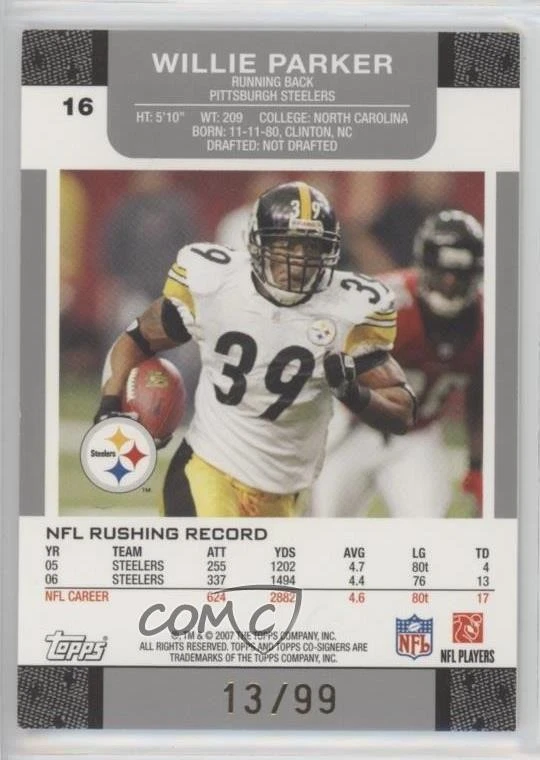 WILLIE PARKER
RUNNING BACK
PITTSBURGH STEELERS
16
HT: 5'10" WT: 209 COLLEGE: NORTH CAROLINA
BORN: 11-11-80, CLINTON, NC
DRAFTED: NOT DRAFTED
39
39
39
Steelers
TM
NFL RUSHING RECORD
YR TEAM ATT YDS AVG LG TD
05 STEELERS 255 1202 4.7 80t 4
06 STEELERS 337 1494 4.4 76 13
NFL CAREER 624 2882 4.6 80t 17
COMC
®, TM & © 2007 THE TOPPS COMPANY, INC.
ALL RIGHTS RESERVED. TOPPS AND TOPPS CO-SIGNERS ARE
TRADEMARKS OF THE TOPPS COMPANY, INC.
Topps
NFL
NFL PLAYERS
13/99